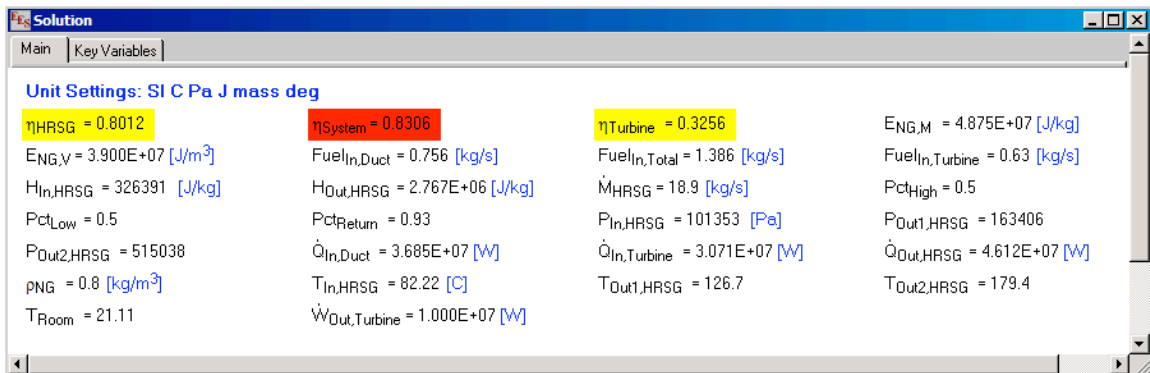 EES Solution
Main Key Variables
Unit Settings: SI C Pa J mass deg
ηHRSG = 0.8012 ηSystem = 0.8306 ηTurbine = 0.3256 ENG,M = 4.875E+07 [J/kg]
ENG,V = 3.900E+07 [J/m³] FuelIn,Duct = 0.756 [kg/s] FuelIn,Total = 1.386 [kg/s] FuelIn,Turbine = 0.63 [kg/s]
HIn,HRSG = 326391 [J/kg] HOut,HRSG = 2.767E+06 [J/kg] ṀHRSG = 18.9 [kg/s] PctHigh = 0.5
PctLow = 0.5 PctReturn = 0.93 PIn,HRSG = 101353 [Pa] POut1,HRSG = 163406
POut2,HRSG = 515038 Q̇In,Duct = 3.685E+07 [W] Q̇In,Turbine = 3.071E+07 [W] Q̇Out,HRSG = 4.612E+07 [W]
ρNG = 0.8 [kg/m³] TIn,HRSG = 82.22 [C] TOut1,HRSG = 126.7 TOut2,HRSG = 179.4
TRoom = 21.11 ẆOut,Turbine = 1.000E+07 [W]